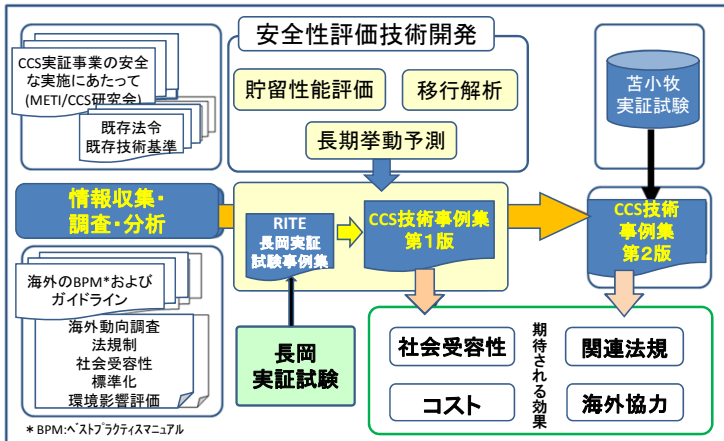 CCS実証事業の安全
な実施にあたって
(METI/CCS研究会)
既存法令
既存技術基準
安全性評価技術開発
貯留性能評価
移行解析
長期挙動予測
苫小牧
実証試験
情報収集・
調査・分析
RITE
長岡実証
試験事例集
CCS技術事例集
第1版
CCS技術
事例集
第2版
海外のBPM*および
ガイドライン
海外動向調査
法規制
社会受容性
標準化
環境影響評価
*BPM:ベストプラクティスマニュアル
長岡
実証試験
社会受容性
コスト
期待される効果
関連法規
海外協力